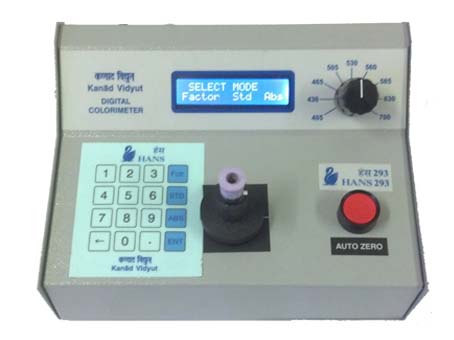 कणाद विद्युत्
Kanād Vidyut
DIGITAL
COLORIMETER
SELECT MODE
Factor Std Abs
405 430 465 505 530 560 585 630 700
हंस
HANS
1 2 3 Fct
4 5 6 STD
7 8 9 ABS
← 0 . ENT
कणाद विद्युत्
Kanād Vidyut
हंस 293
HANS 293
AUTO ZERO